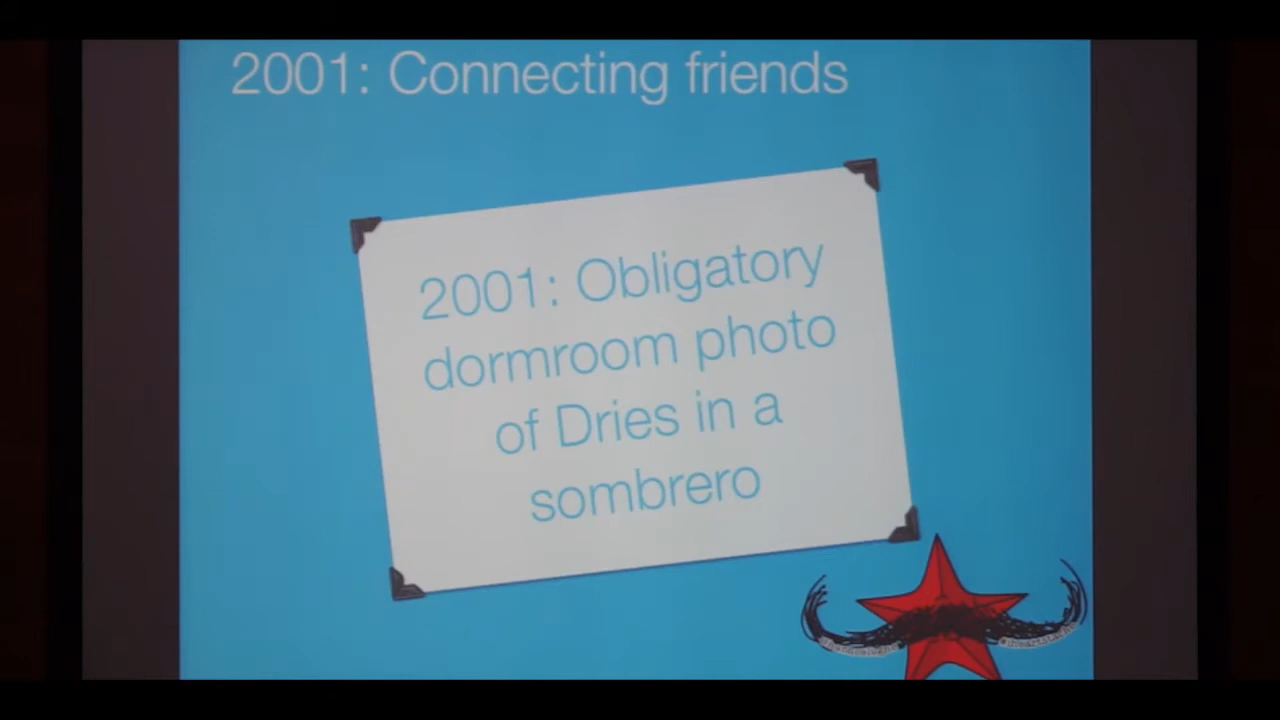 2001: Connecting friends
2001: Obligatory
dormroom photo
of Dries in a
sombrero